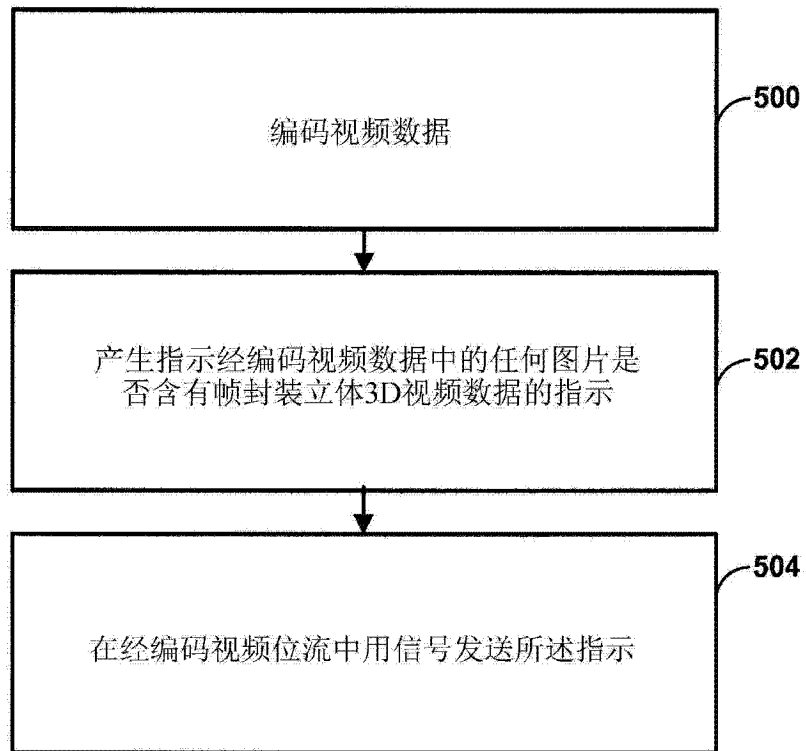 编码视频数据
500
产生指示经编码视频数据中的任何图片是
否含有帧封装立体3D视频数据的指示
502
在经编码视频位流中用信号发送所述指示
504